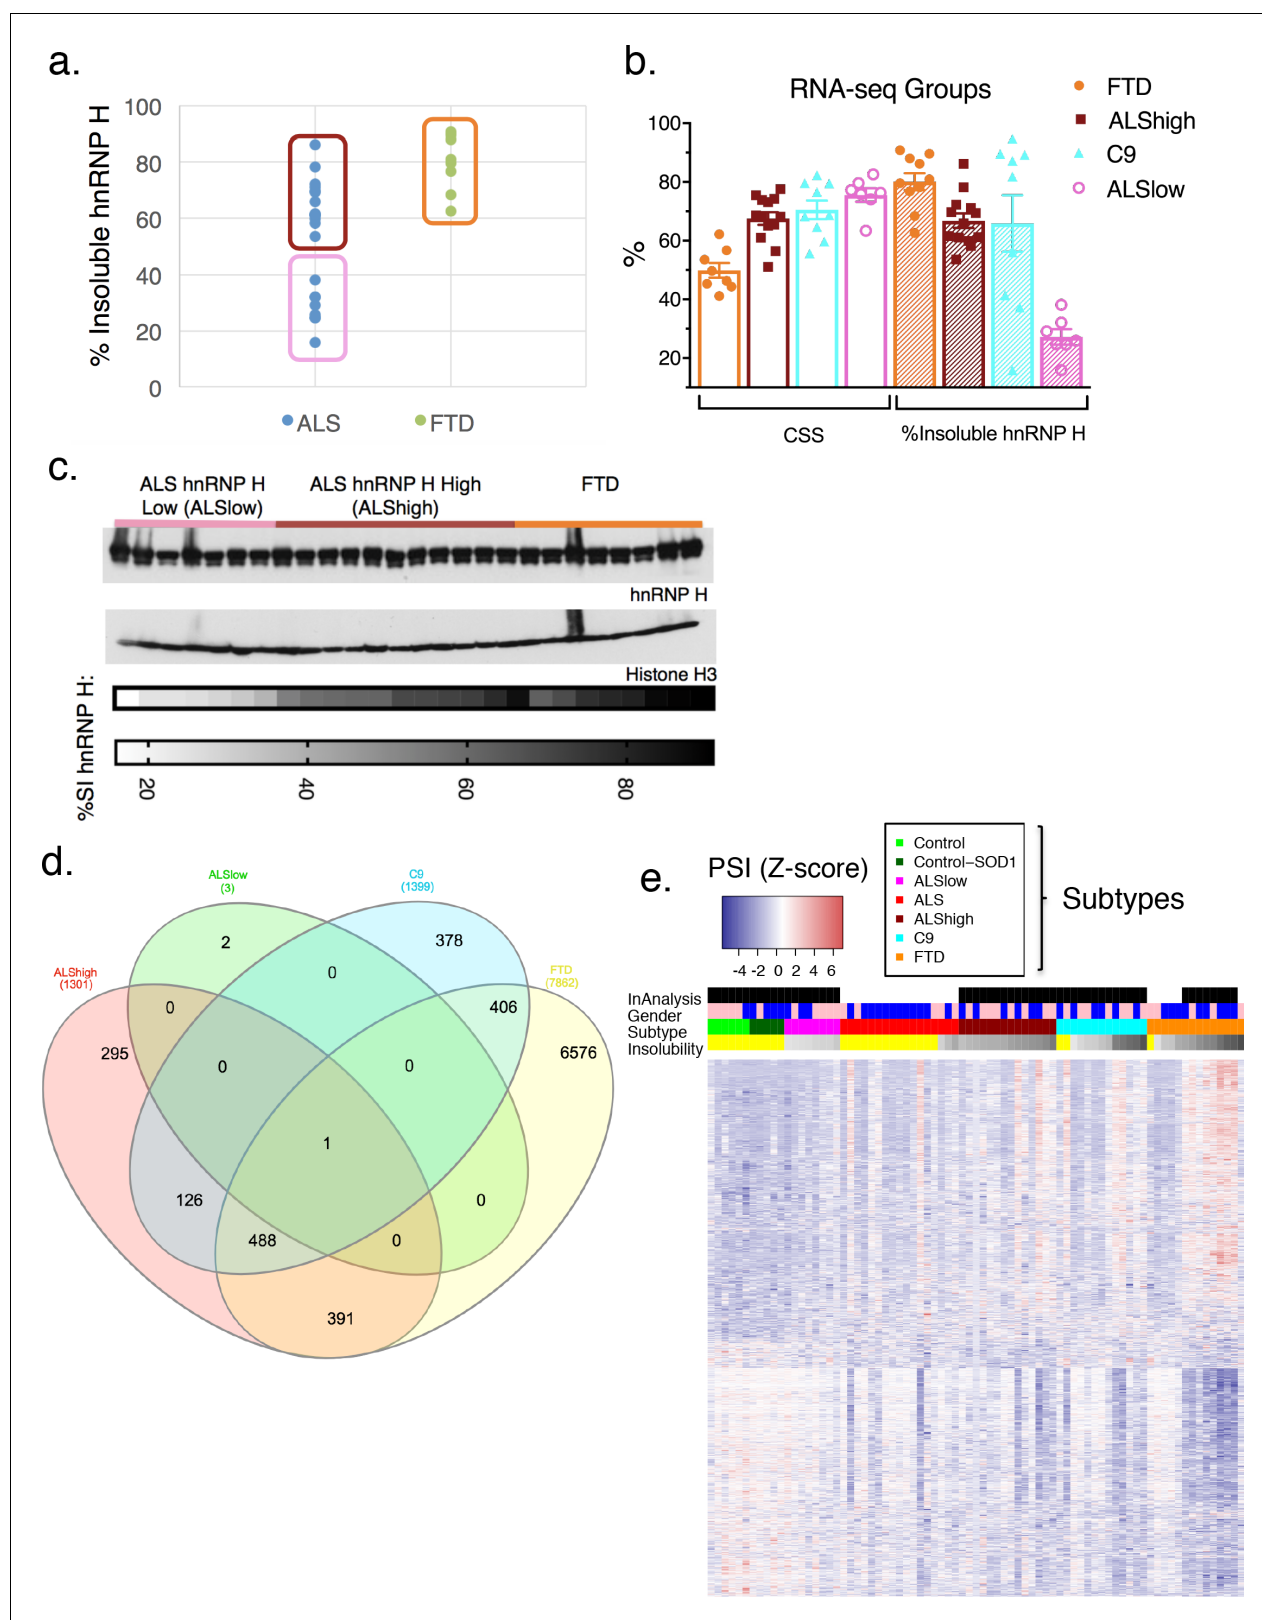 a.
% Insoluble hnRNP H
100
80
60
40
20
0
ALS
FTD
b.
RNA-seq Groups
FTD
ALShigh
C9
ALSlow
%
100
80
60
40
20
CSS
%Insoluble hnRNP H
c.
ALS hnRNP H
Low (ALSlow)
ALS hnRNP H High
(ALShigh)
FTD
hnRNP H
Histone H3
%SI hnRNP H:
20
40
60
80
d.
ALSlow
(3)
C9
(1399)
ALShigh
(1301)
FTD
(7862)
2
378
0
0
406
295
0
0
6576
1
126
0
488
0
391
e.
PSI (Z-score)
-4 -2 0 2 4 6
Control
Control-SOD1
ALSlow
ALS
ALShigh
C9
FTD
Subtypes
InAnalysis
Gender
Subtype
Insolubility